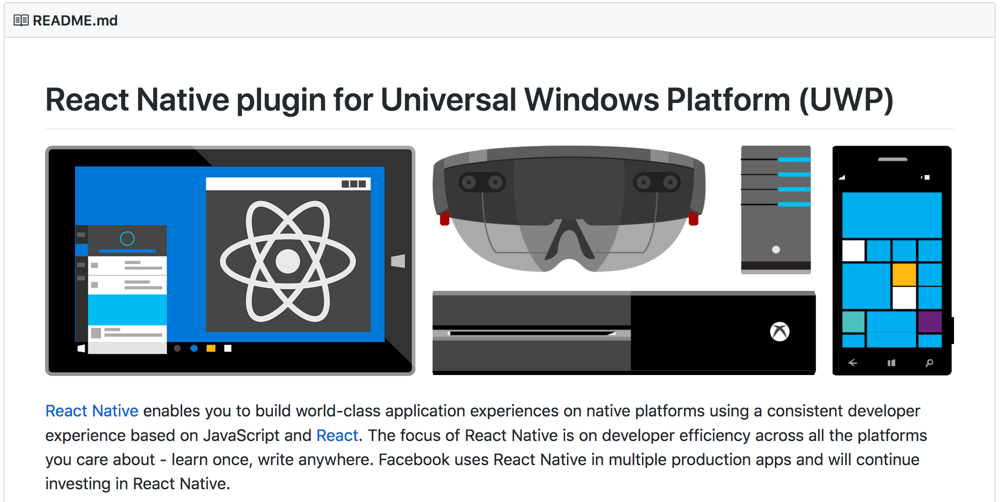 README.md
React Native plugin for Universal Windows Platform (UWP)
React Native enables you to build world-class application experiences on native platforms using a consistent developer
experience based on JavaScript and React. The focus of React Native is on developer efficiency across all the platforms
you care about - learn once, write anywhere. Facebook uses React Native in multiple production apps and will continue
investing in React Native.